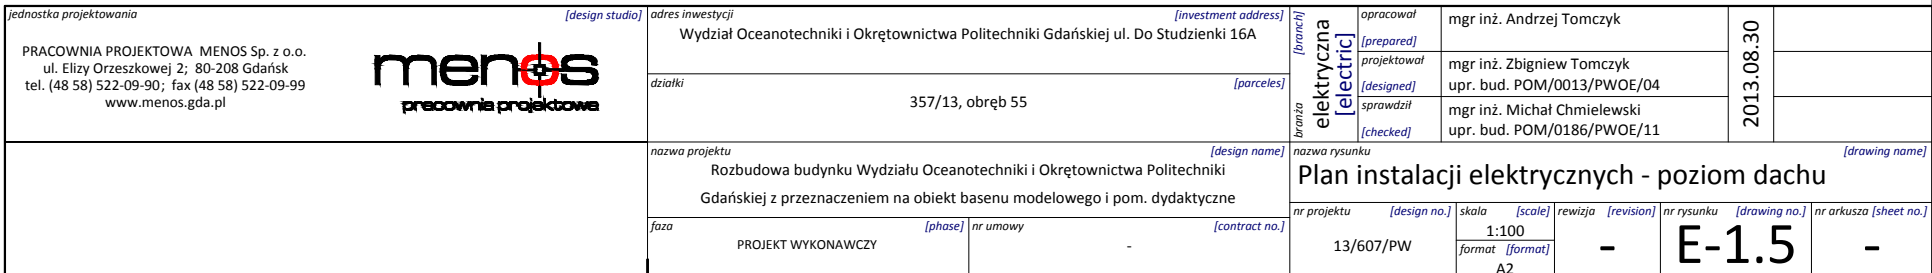 jednostka projektowania [design studio]
PRACOWNIA PROJEKTOWA MENOS Sp. z o.o.
ul. Elizy Orzeszkowej 2; 80-208 Gdańsk
tel. (48 58) 522-09-90; fax (48 58) 522-09-99
www.menos.gda.pl
menos
pracownia projektowa
adres inwestycji [investment address]
Wydział Oceanotechniki i Okrętownictwa Politechniki Gdańskiej ul. Do Studzienki 16A
działki [parceles]
357/13, obręb 55
branża [branch]
elektryczna
[electric]
opracował
[prepared]
mgr inż. Andrzej Tomczyk
projektował
[designed]
mgr inż. Zbigniew Tomczyk
upr. bud. POM/0013/PWOE/04
sprawdził
[checked]
mgr inż. Michał Chmielewski
upr. bud. POM/0186/PWOE/11
2013.08.30
nazwa projektu [design name]
Rozbudowa budynku Wydziału Oceanotechniki i Okrętownictwa Politechniki
Gdańskiej z przeznaczeniem na obiekt basenu modelowego i pom. dydaktyczne
faza [phase]
PROJEKT WYKONAWCZY
nr umowy [contract no.]
-
nazwa rysunku [drawing name]
Plan instalacji elektrycznych - poziom dachu
nr projektu [design no.]
13/607/PW
skala [scale]
1:100
format [format]
A2
rewizja [revision]
-
nr rysunku [drawing no.]
E-1.5
nr arkusza [sheet no.]
-